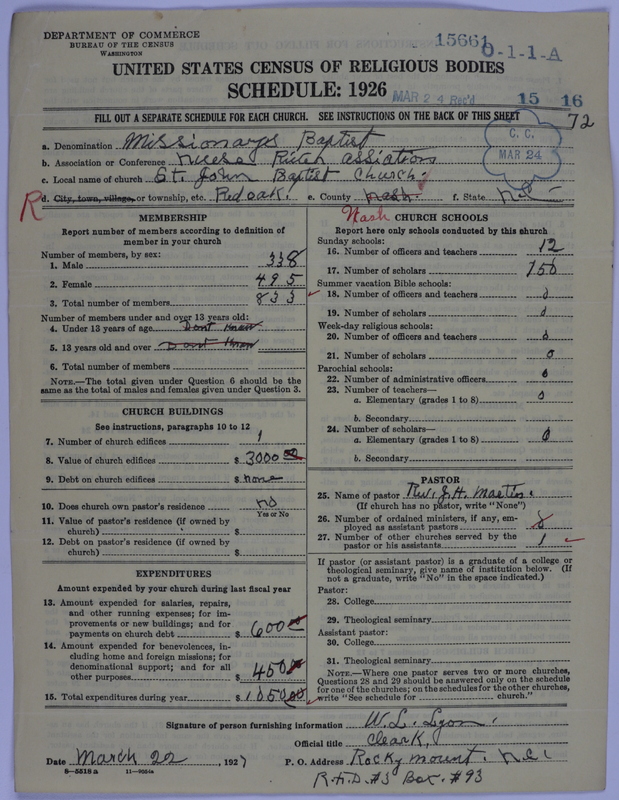 DEPARTMENT OF COMMERCE
BUREAU OF THE CENSUS
WASHINGTON
15661 0-1-1-A
UNITED STATES CENSUS OF RELIGIOUS BODIES
SCHEDULE: 1926
MAR 24 Rec'd 15 16
FILL OUT A SEPARATE SCHEDULE FOR EACH CHURCH. SEE INSTRUCTIONS ON THE BACK OF THIS SHEET
72
C. C.
MAR 24
a. Denomination Missionarys Baptist
b. Association or Conference assiation
c. Local name of church St. John Baptist Church.
d. City, town, village, or township, etc. Red oak. e. County Nash. f. State N.C.
R
Nash
MEMBERSHIP
Report number of members according to definition of
member in your church
Number of members, by sex:
1. Male 338
2. Female 495
3. Total number of members 833
Number of members under and over 13 years old:
4. Under 13 years of age Dont Know
5. 13 years old and over Dont Know
6. Total number of members
NOTE.—The total given under Question 6 should be
same as the total of males and females given under Question 3.
CHURCH BUILDINGS
See instructions, paragraphs 10 to 12
7. Number of church edifices 1
8. Value of church edifices $ 3000 00
9. Debt on church edifices $ none
10. Does church own pastor's residence no
Yes or No
11. Value of pastor's residence (if owned by
church) $
12. Debt on pastor's residence (if owned by
church) $
EXPENDITURES
Amount expended by your church during last fiscal year
13. Amount expended for salaries, repairs,
and other running expenses; for im-
provements or new buildings; and for
payments on church debt $ 600 00
14. Amount expended for benevolences, in-
cluding home and foreign missions; for
denominational support; and for all
other purposes $ 450 00
15. Total expenditures during year $ 1050 00
CHURCH SCHOOLS
Report here only schools conducted by this church
Sunday schools:
16. Number of officers and teachers 12
17. Number of scholars 150
Summer vacation Bible schools:
18. Number of officers and teachers 0
19. Number of scholars 0
Week-day religious schools:
20. Number of officers and teachers 0
21. Number of scholars 0
Parochial schools:
22. Number of administrative officers 0
23. Number of teachers—
a. Elementary (grades 1 to 8) 0
b. Secondary
24. Number of scholars—
a. Elementary (grades 1 to 8) 0
b. Secondary
PASTOR
25. Name of pastor Rev. J.H. Martin.
(If church has no pastor, write "None")
26. Number of ordained ministers, if any, em-
ployed as assistant pastors 0
27. Number of other churches served by the
pastor or his assistants 1
If pastor (or assistant pastor) is a graduate of a college or
theological seminary, give name of institution below. (If
not a graduate, write "No" in the space indicated.)
Pastor:
28. College
29. Theological seminary
Assistant pastor:
30. College
31. Theological seminary
NOTE.—Where one pastor serves two or more churches,
Questions 28 and 29 should be answered only on the schedule
for one of the churches; on the schedules for the other churches,
write "See schedule for church."
Signature of person furnishing information W. L. Lyon.
Official title Cleark,
Date March 22, 1927 P. O. Address Rocky mount. N.C.
8—5518 a 11—9034a
R.F.D. #3 Box. #93